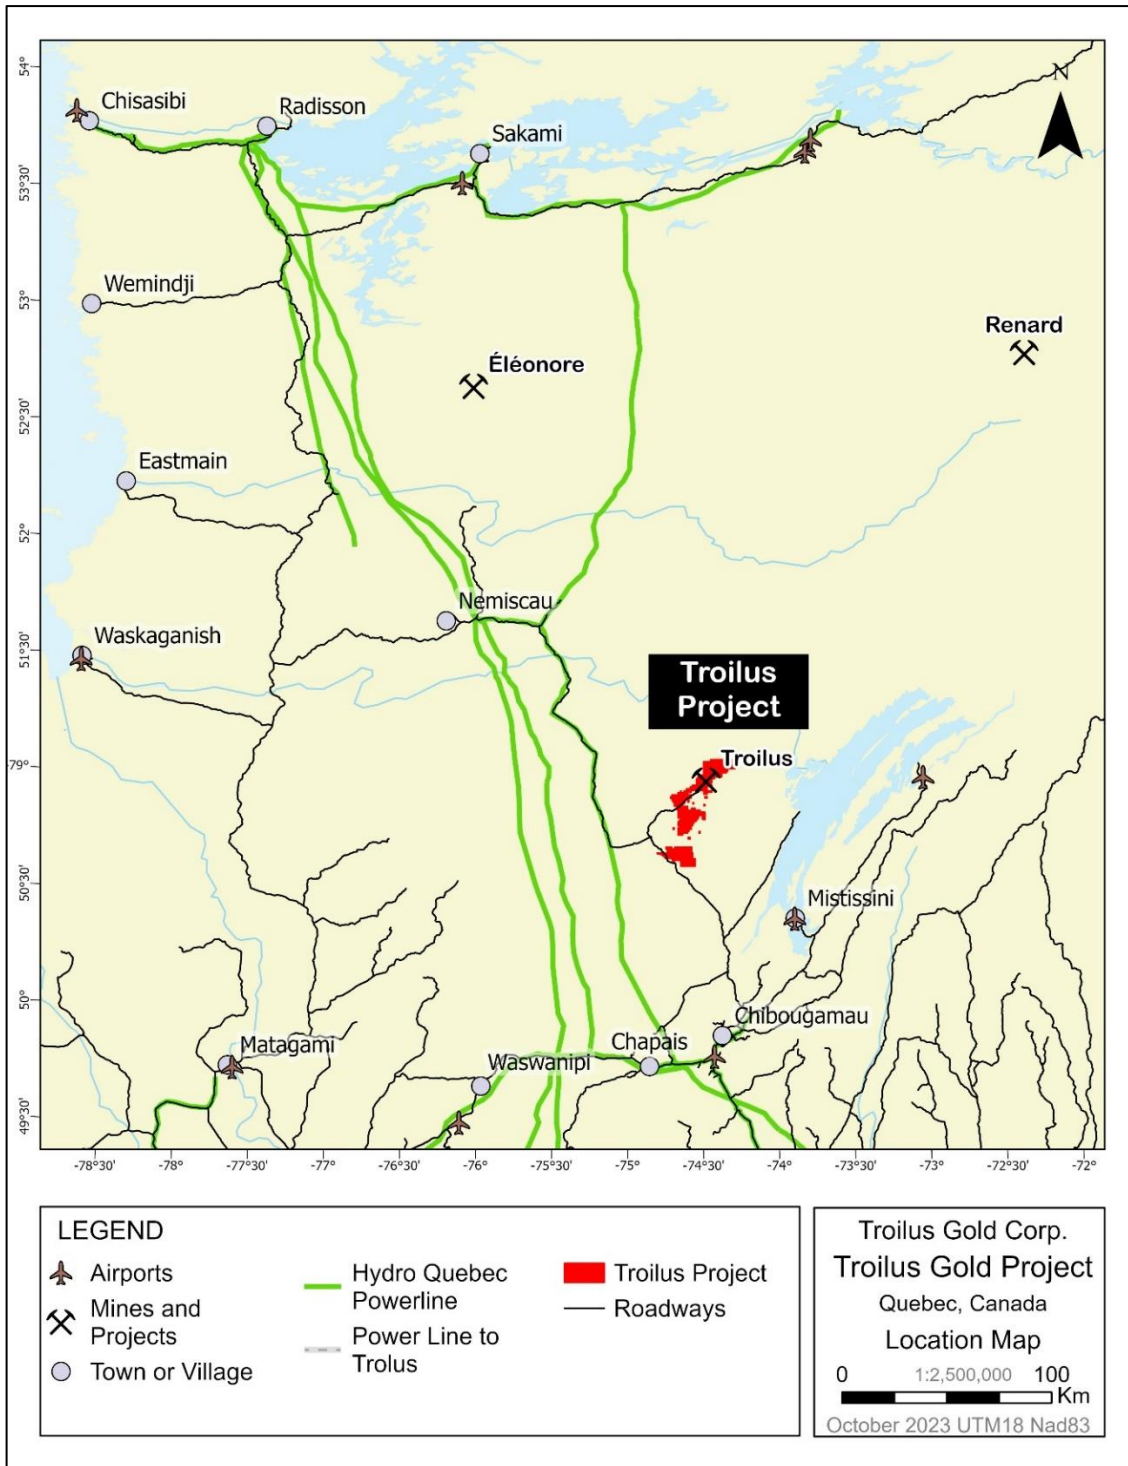 N
54°
Chisasibi
Radisson
Sakami
53°30'
Wemindji
53°
Renard
Éléonore
52°30'
Eastmain
52°
Nemiscau
Waskaganish
51°30'
Troilus
Project
Troilus
79°
50°30'
Mistissini
50°
Chibougamau
Matagami
Chapais
Waswanipi
49°30'
-78°30' -78° -77°30' -77° -76°30' -76° -75°30' -75° -74°30' -74° -73°30' -73° -72°30' -72°
LEGEND
Airports
Mines and
Projects
Town or Village
Hydro Quebec
Powerline
Power Line to
Trolus
Troilus Project
Roadways
Troilus Gold Corp.
Troilus Gold Project
Quebec, Canada
Location Map
0 1:2,500,000 100
Km
October 2023 UTM18 Nad83